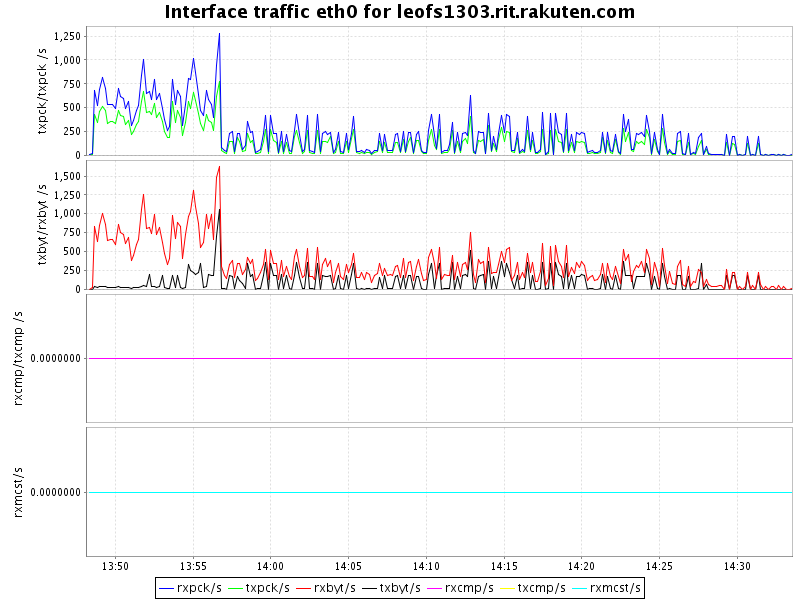 Interface traffic eth0 for leofs1303.rit.rakuten.com
txpck/txpck /s
1,250
1,000
750
500
250
0
txbyt/rxbyt /s
1,500
1,250
1,000
750
500
250
0
rxcmp/txcmp /s
0.0000000
rxmcst/s
0.0000000
13:50 13:55 14:00 14:05 14:10 14:15 14:20 14:25 14:30
rxpck/s txpck/s rxbyt/s txbyt/s rxcmp/s txcmp/s rxmcst/s